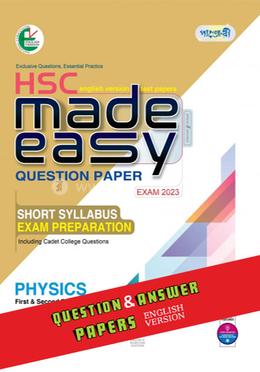 পাঞ্জেরী
Exclusive Questions, Essential Practice
HSC english version test papers
made
easy
QUESTION PAPER
EXAM 2023
SHORT SYLLABUS
EXAM PREPARATION
Including Cadet College Questions
PHYSICS
First & Second
QUESTION & ANSWER
PAPERS ENGLISH
VERSION